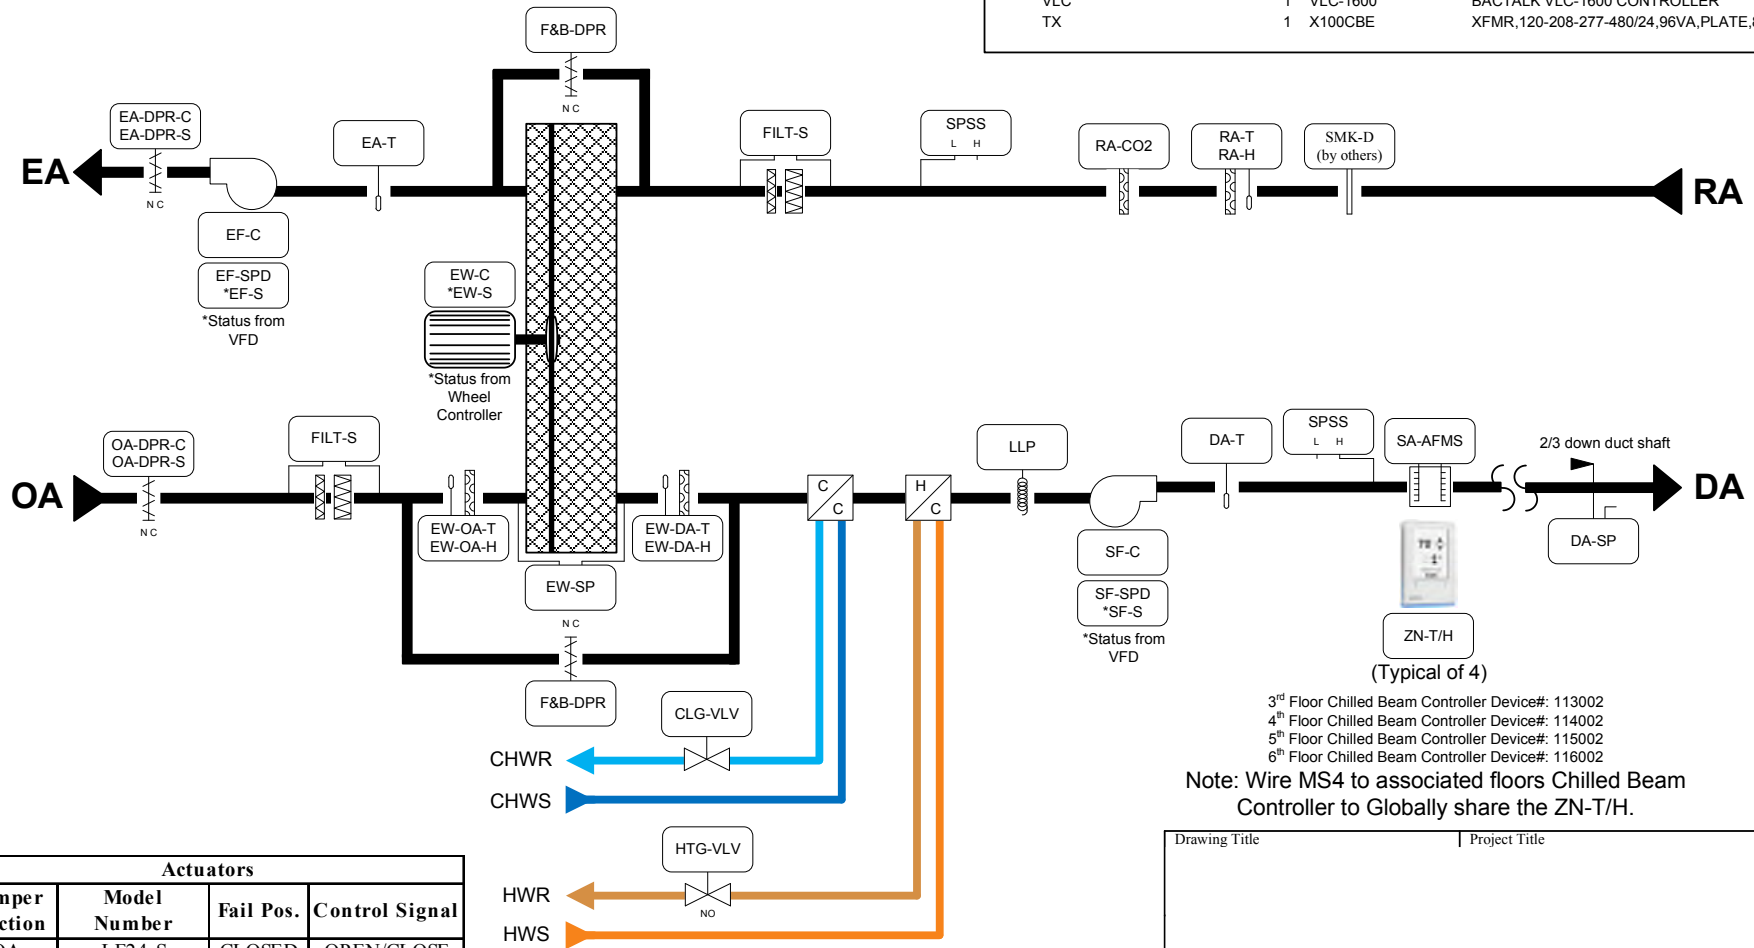 VLC 1 VLC-1600 BACTALK VLC-1600 CONTROLLER
TX 1 X100CBE XFMR,120-208-277-480/24,96VA,PLATE,
F&B-DPR
N C
EA-DPR-C
EA-DPR-S
N C
EA-T
FILT-S
SPSS
L H
RA-CO2
RA-T
RA-H
SMK-D
(by others)
EA
RA
EF-C
EF-SPD
*EF-S
*Status from
VFD
EW-C
*EW-S
*Status from
Wheel
Controller
OA-DPR-C
OA-DPR-S
N C
FILT-S
OA
EW-OA-T
EW-OA-H
EW-DA-T
EW-DA-H
EW-SP
N C
F&B-DPR
C
C
H
C
LLP
SF-C
SF-SPD
*SF-S
*Status from
VFD
DA-T
SPSS
L H
SA-AFMS
2/3 down duct shaft
DA
DA-SP
ZN-T/H
(Typical of 4)
3rd Floor Chilled Beam Controller Device#: 113002
4th Floor Chilled Beam Controller Device#: 114002
5th Floor Chilled Beam Controller Device#: 115002
6th Floor Chilled Beam Controller Device#: 116002
Note: Wire MS4 to associated floors Chilled Beam
Controller to Globally share the ZN-T/H.
CLG-VLV
CHWR
CHWS
HTG-VLV
NO
HWR
HWS
Drawing Title Project Title
Actuators
Model
Number
Fail Pos. Control Signal
LF24-S CLOSED OPEN/CLOSE